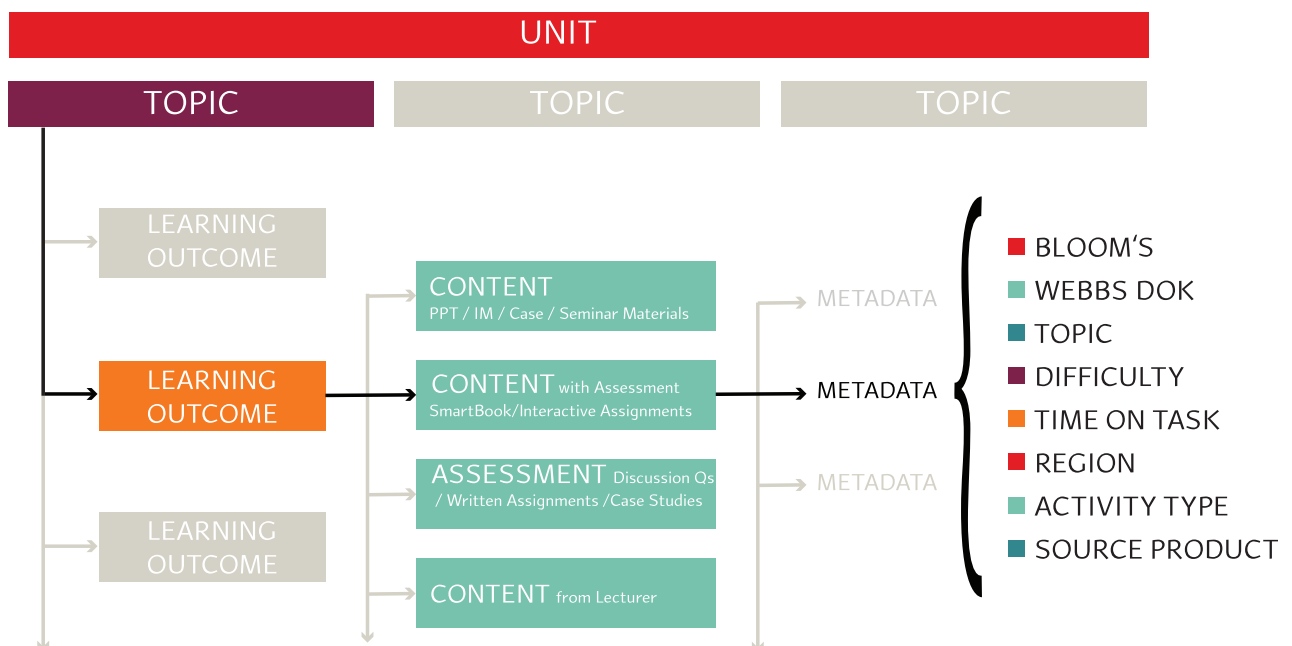 UNIT
TOPIC
TOPIC
TOPIC
LEARNING
OUTCOME
LEARNING
OUTCOME
LEARNING
OUTCOME
CONTENT
PPT / IM / Case / Seminar Materials
CONTENT with Assessment
SmartBook/Interactive Assignments
ASSESSMENT Discussion Qs
/ Written Assignments /Case Studies
CONTENT from Lecturer
METADATA
METADATA
METADATA
BLOOM‘S
WEBBS DOK
TOPIC
DIFFICULTY
TIME ON TASK
REGION
ACTIVITY TYPE
SOURCE PRODUCT